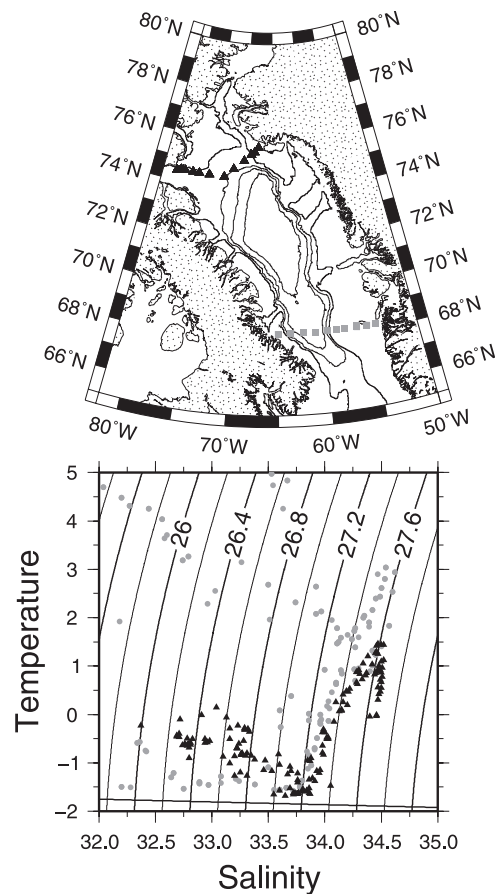 80°N 80°N
78°N 78°N
76°N 76°N
74°N 74°N
72°N 72°N
70°N 70°N
68°N 68°N
66°N 66°N
80°W 70°W 60°W 50°W
5
4
3
2
1
0
−1
−2
Temperature
26 26.4 26.8 27.2 27.6
32.0 32.5 33.0 33.5 34.0 34.5 35.0
Salinity